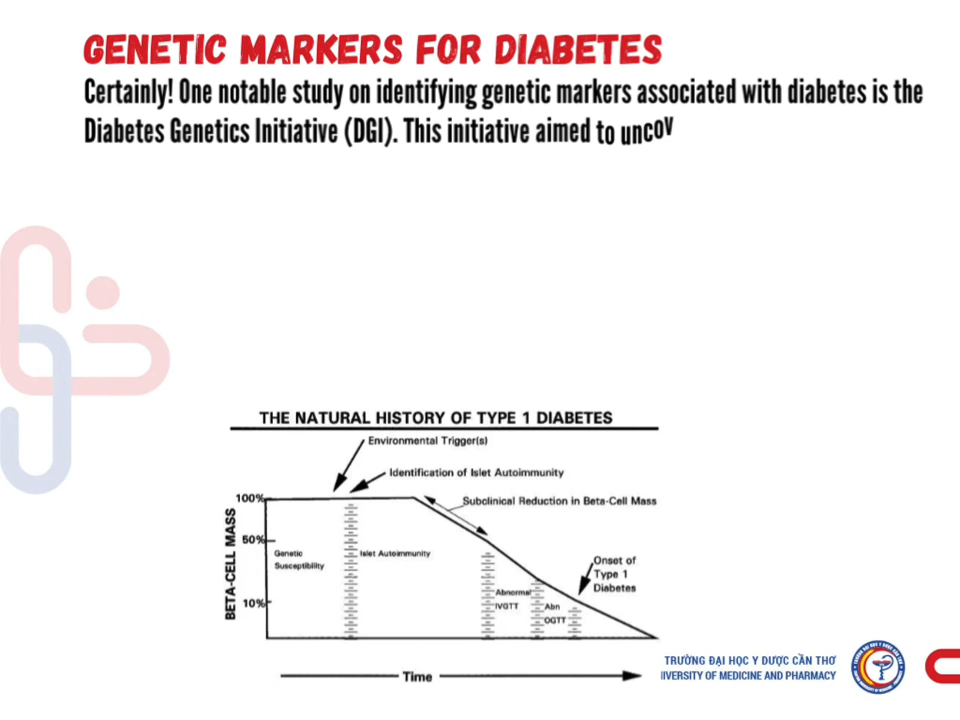 GENETIC MARKERS FOR DIABETES
Certainly! One notable study on identifying genetic markers associated with diabetes is the
Diabetes Genetics Initiative (DGI). This initiative aimed to uncov
THE NATURAL HISTORY OF TYPE 1 DIABETES
Environmental Trigger(s)
Identification of Islet Autoimmunity
Subclinical Reduction in Beta-Cell Mass
100%
50%
10%
BETA-CELL MASS
Genetic
Susceptibility
Islet Autoimmunity
Abnormal
IVGTT
Abn
OGTT
Onset of
Type 1
Diabetes
Time
TRƯỜNG ĐẠI HỌC Y DƯỢC CẦN THƠ
IVERSITY OF MEDICINE AND PHARMACY